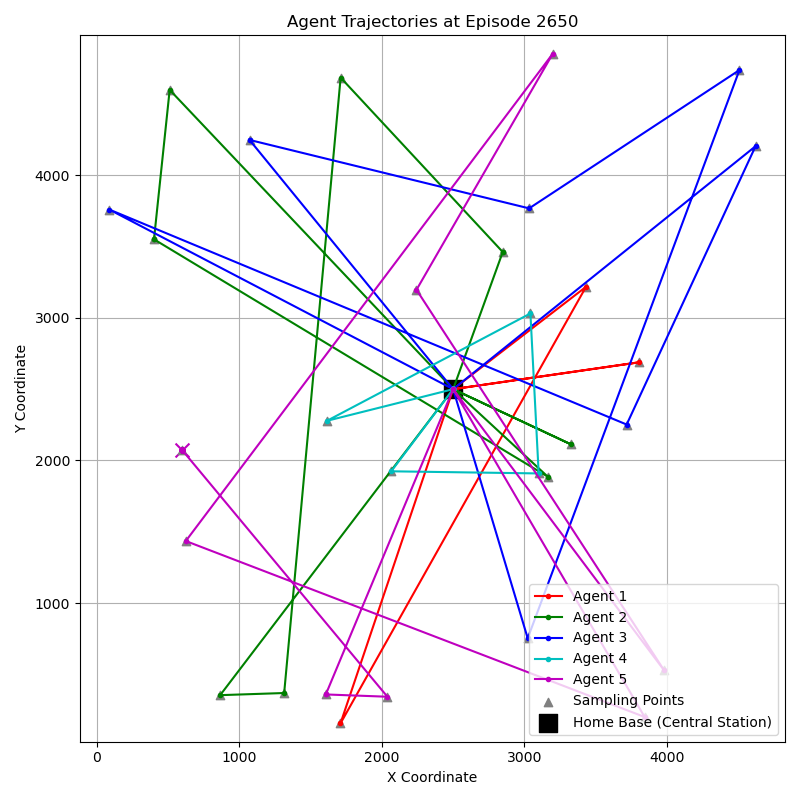 Agent Trajectories at Episode 2650
Y Coordinate
4000
3000
2000
1000
0
1000
2000
3000
4000
X Coordinate
Agent 1
Agent 2
Agent 3
Agent 4
Agent 5
Sampling Points
Home Base (Central Station)